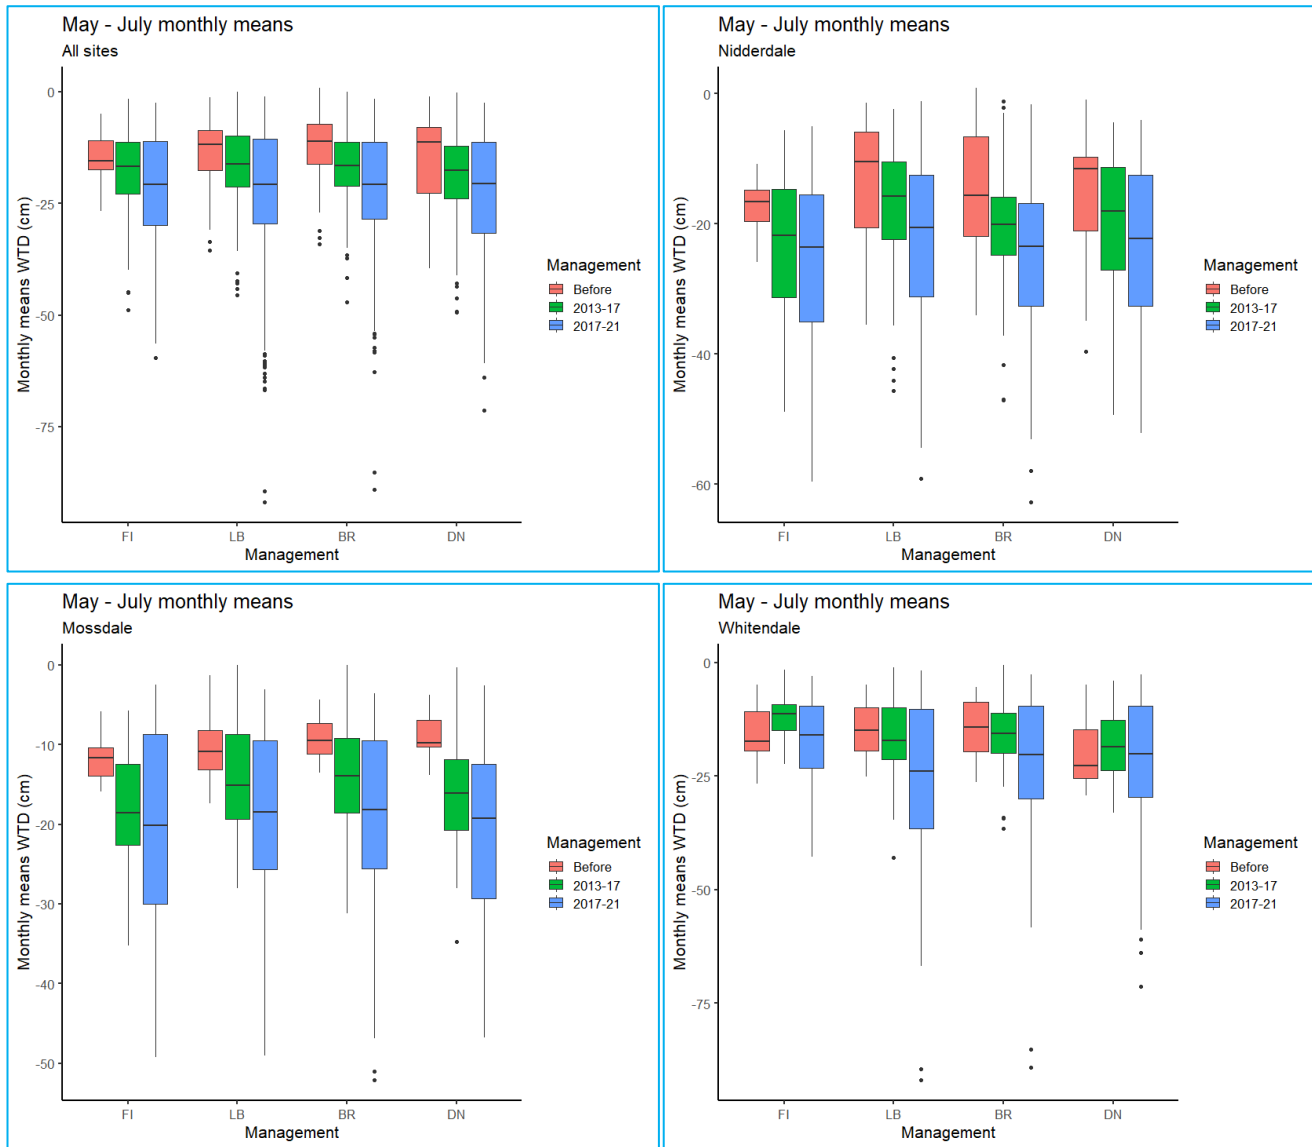 May - July monthly means
All sites
Monthly means WTD (cm)
0
-25
-50
-75
FI LB BR DN
Management
Management
Before
2013-17
2017-21
May - July monthly means
Nidderdale
Monthly means WTD (cm)
0
-20
-40
-60
FI LB BR DN
Management
Management
Before
2013-17
2017-21
May - July monthly means
Mossdale
Monthly means WTD (cm)
0
-10
-20
-30
-40
-50
FI LB BR DN
Management
Management
Before
2013-17
2017-21
May - July monthly means
Whitendale
Monthly means WTD (cm)
0
-25
-50
-75
FI LB BR DN
Management
Management
Before
2013-17
2017-21